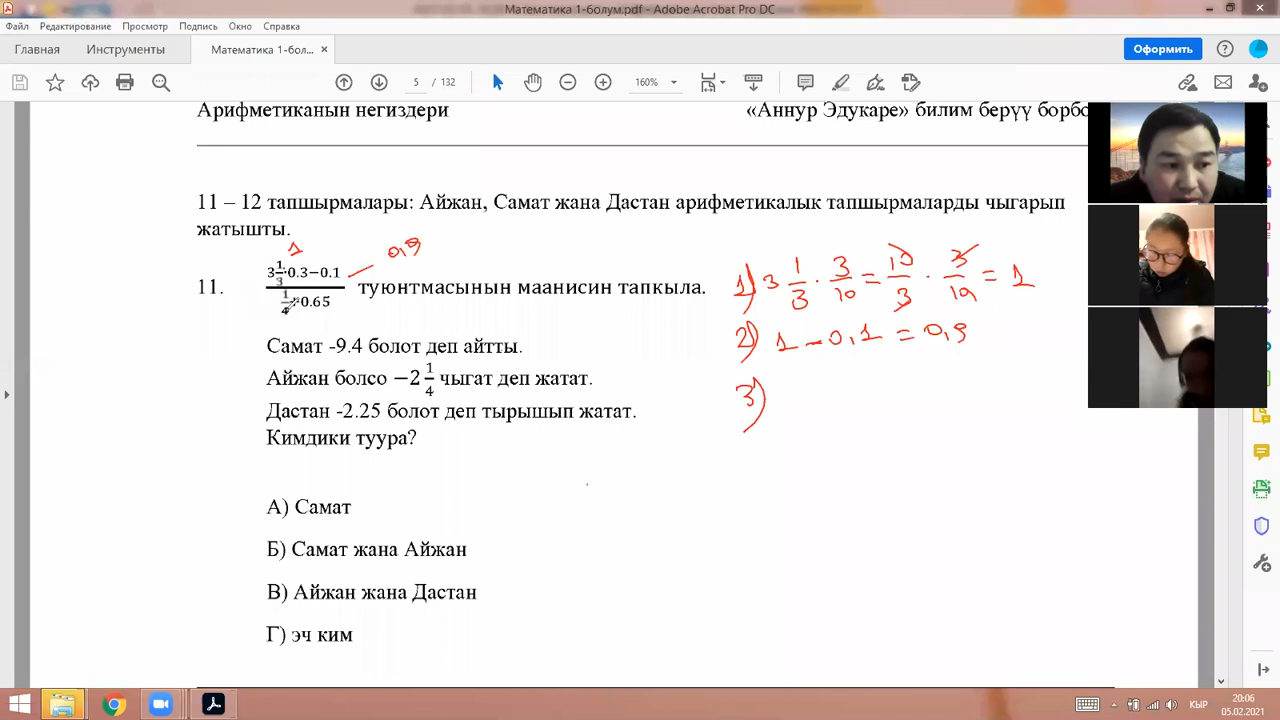 Математика 1-болум.pdf - Adobe Acrobat Pro DC
Файл Редактирование Просмотр Подпись Окно Справка
Главная Инструменты Математика 1-бол... × Оформить
5 / 132 160%
Арифметиканын негиздери «Аннур Эдукаре» билим берүү борбо
11 – 12 тапшырмалары: Айжан, Самат жана Дастан арифметикалык тапшырмаларды чыгарып
жатышты.
1 0,9
11. (3 1/3·0.3−0.1)/(1/4−0.65) туюнтмасынын маанисин тапкыла.
Самат -9.4 болот деп айтты.
Айжан болсо −2 1/4 чыгат деп жатат.
Дастан -2.25 болот деп тырышып жатат.
Кимдики туура?
А) Самат
Б) Самат жана Айжан
В) Айжан жана Дастан
Г) эч ким
1) 3 1/3 · 3/10 = 10/3 · 3/10 = 1
2) 1 - 0,1 = 0,9
3)
КЫР
20:06
05.02.2021